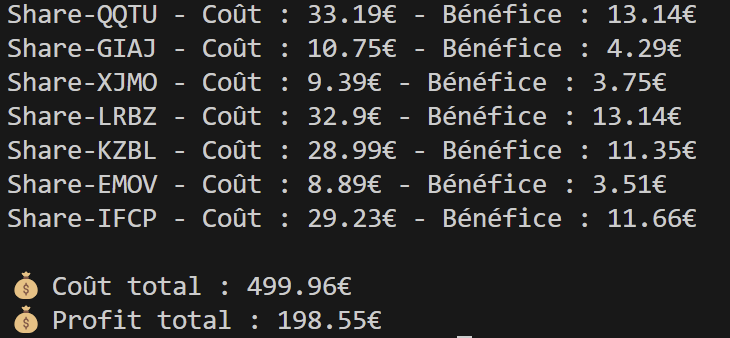 Share-QQTU - Coût : 33.19€ - Bénéfice : 13.14€
Share-GIAJ - Coût : 10.75€ - Bénéfice : 4.29€
Share-XJMO - Coût : 9.39€ - Bénéfice : 3.75€
Share-LRBZ - Coût : 32.9€ - Bénéfice : 13.14€
Share-KZBL - Coût : 28.99€ - Bénéfice : 11.35€
Share-EMOV - Coût : 8.89€ - Bénéfice : 3.51€
Share-IFCP - Coût : 29.23€ - Bénéfice : 11.66€
💰 Coût total : 499.96€
💰 Profit total : 198.55€